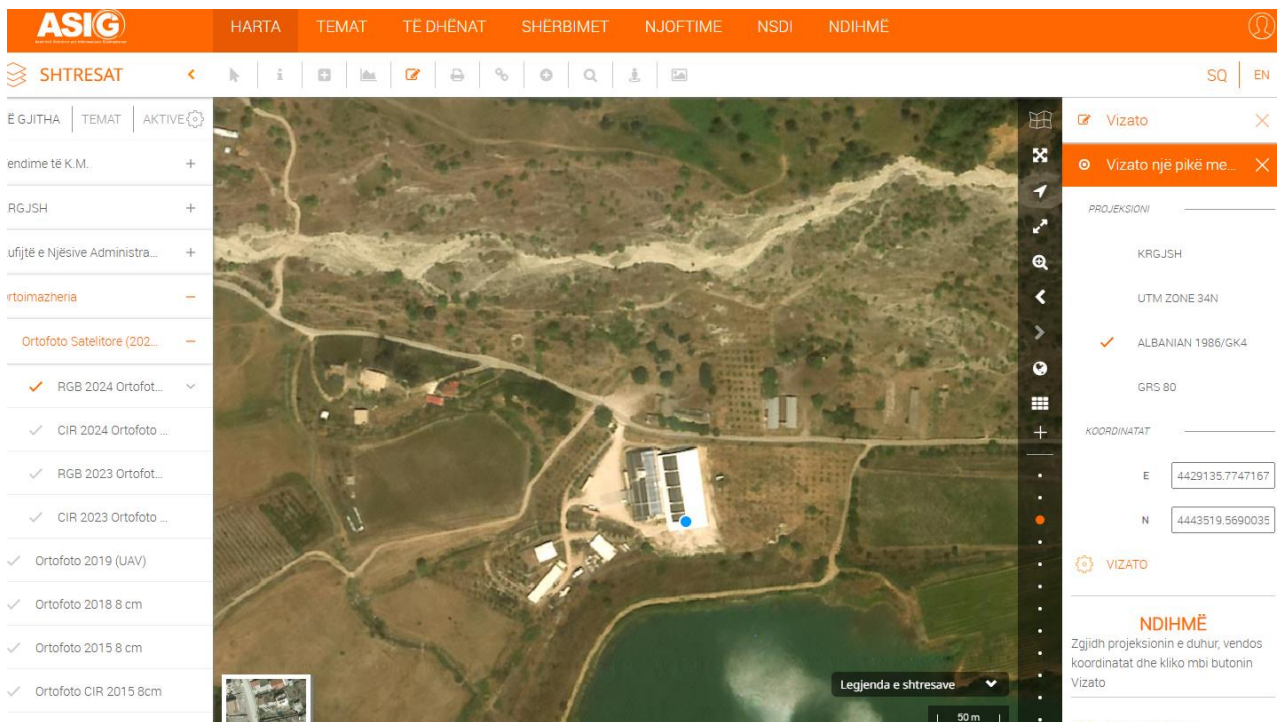 ASIG
HARTA TEMAT TË DHËNAT SHËRBIMET NJOFTIME NSDI NDIHMË
SHTRESAT
SQ EN
Ë GJITHA TEMAT AKTIVE
endime të K.M.
RGJSH
ufijtë e Njësive Administra...
rtoimazheria
Ortofoto Satelitore (202...
RGB 2024 Ortofot...
CIR 2024 Ortofoto ...
RGB 2023 Ortofot...
CIR 2023 Ortofoto ...
Ortofoto 2019 (UAV)
Ortofoto 2018 8 cm
Ortofoto 2015 8 cm
Ortofoto CIR 2015 8cm
Legjenda e shtresave
50 m
Vizato
Vizato një pikë me...
PROJEKSIONI
KRGJSH
UTM ZONE 34N
ALBANIAN 1986/GK4
GRS 80
KOORDINATAT
E 4429135.7747167
N 4443519.5690035
VIZATO
NDIHMË
Zgjidh projeksionin e duhur, vendos
koordinatat dhe kliko mbi butonin
Vizato